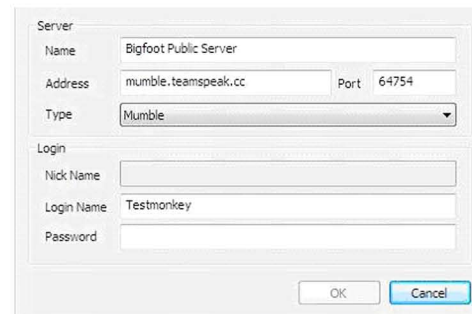 Server
Name Bigfoot Public Server
Address mumble.teamspeak.cc Port 64754
Type Mumble
Login
Nick Name
Login Name Testmonkey
Password
OK Cancel